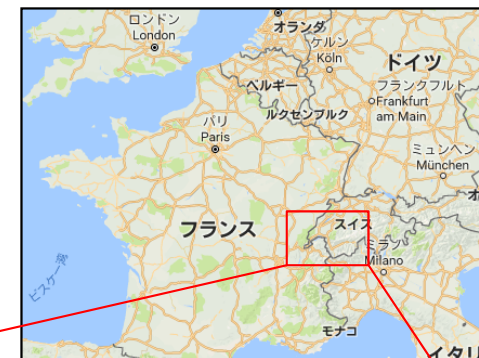 ロンドン
London
オランダ
ケルン
Köln
ドイツ
ベルギー
フランクフルト
Frankfurt
am Main
ルクセンブルク
パリ
Paris
ミュンヘン
München
フランス
スイス
ミラノ
Milano
ビスケー湾
モナコ
イタリ